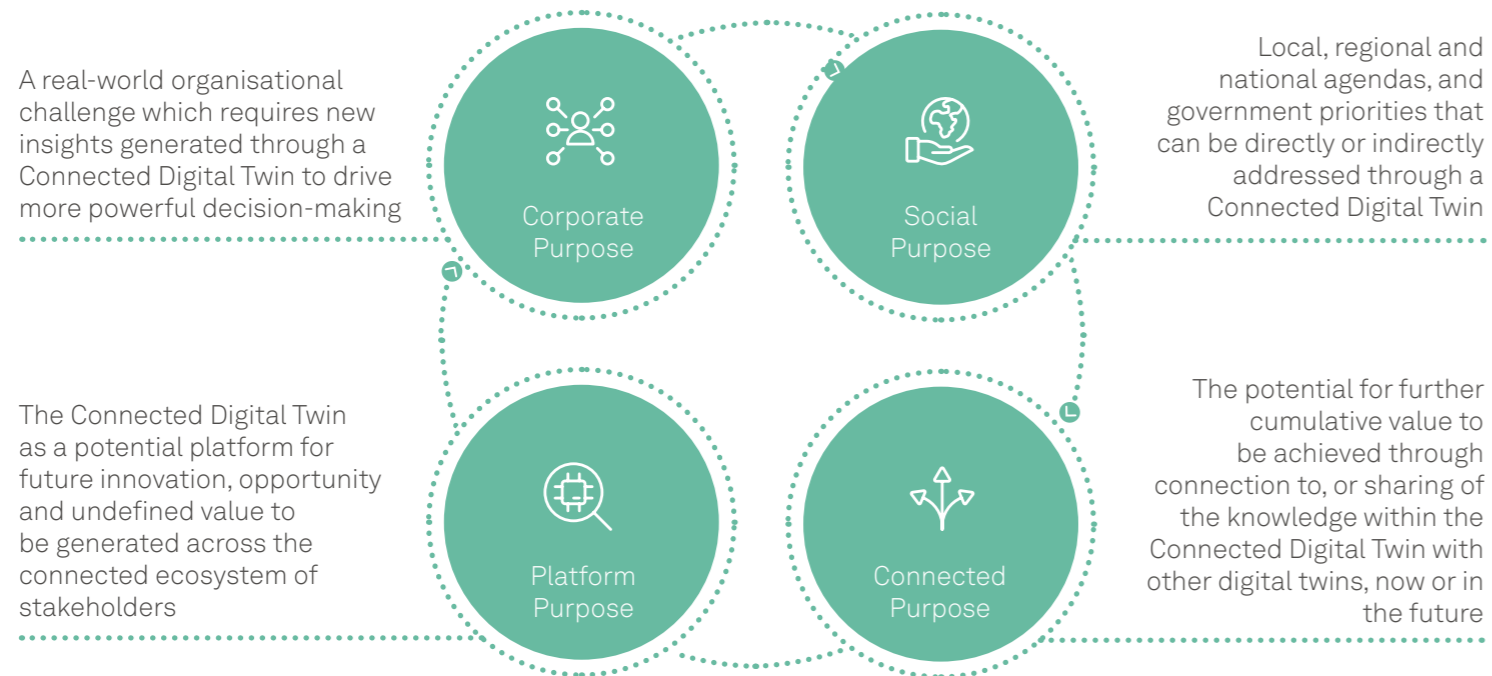 A real-world organisational
challenge which requires new
insights generated through a
Connected Digital Twin to drive
more powerful decision-making
Corporate
Purpose
Social
Purpose
Local, regional and
national agendas, and
government priorities that
can be directly or indirectly
addressed through a
Connected Digital Twin
The Connected Digital Twin
as a potential platform for
future innovation, opportunity
and undefined value to
be generated across the
connected ecosystem of
stakeholders
Platform
Purpose
Connected
Purpose
The potential for further
cumulative value to
be achieved through
connection to, or sharing of
the knowledge within the
Connected Digital Twin with
other digital twins, now or in
the future